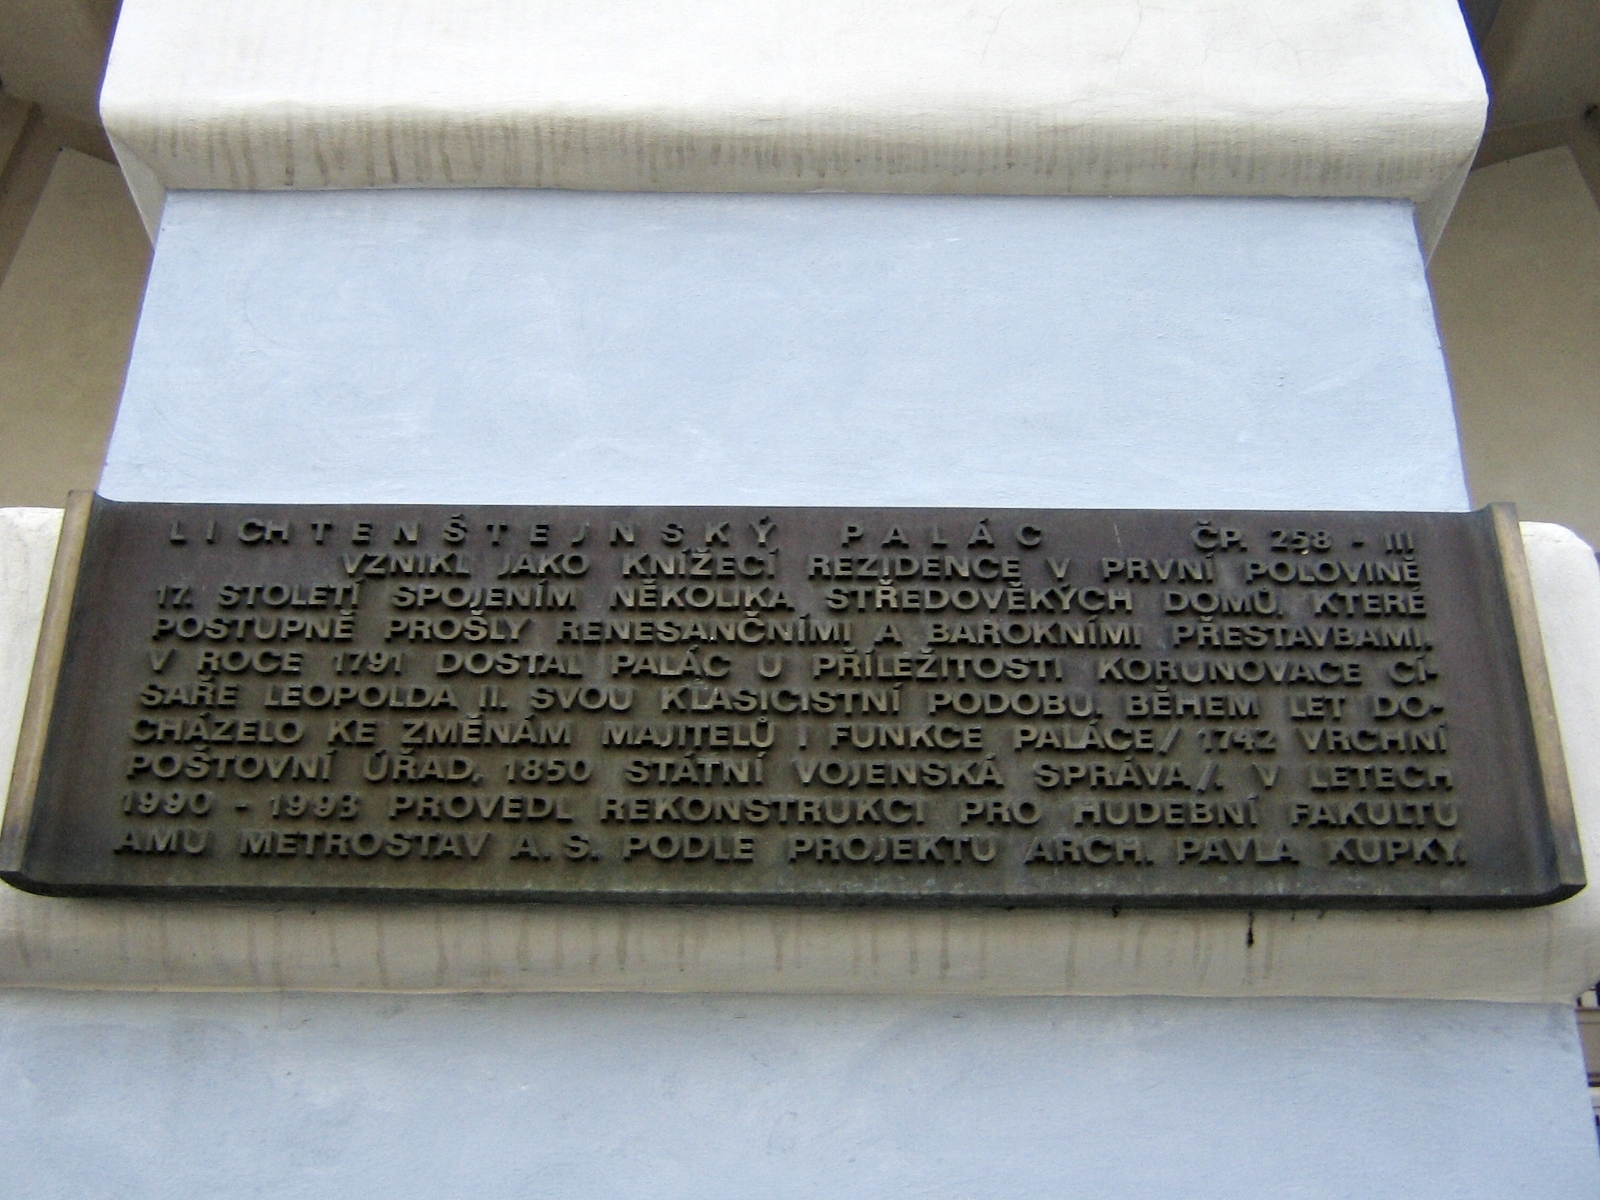 LICHTENŠTEJNSKÝ PALÁC ČP. 258 - III
VZNIKL JAKO KNÍŽECÍ REZIDENCE V PRVNÍ POLOVINĚ
17. STOLETÍ SPOJENÍM NĚKOLIKA STŘEDOVĚKÝCH DOMŮ, KTERÉ
POSTUPNĚ PROŠLY RENESANČNÍMI A BAROKNÍMI PŘESTAVBAMI.
V ROCE 1791 DOSTAL PALÁC U PŘÍLEŽITOSTI KORUNOVACE CÍ-
SAŘE LEOPOLDA II. SVOU KLASICISTNÍ PODOBU. BĚHEM LET DO-
CHÁZELO KE ZMĚNÁM MAJITELŮ I FUNKCE PALÁCE/ 1742 VRCHNÍ
POŠTOVNÍ ÚŘAD, 1850 STÁTNÍ VOJENSKÁ SPRÁVA/. V LETECH
1990 - 1993 PROVEDL REKONSTRUKCI PRO HUDEBNÍ FAKULTU
AMU METROSTAV A. S. PODLE PROJEKTU ARCH. PAVLA KUPKY.